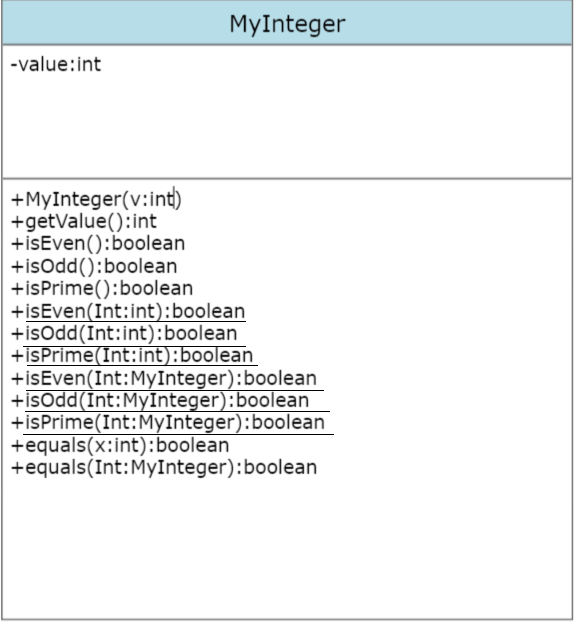 MyInteger
-value:int
+MyInteger(v:int)
+getValue():int
+isEven():boolean
+isOdd():boolean
+isPrime():boolean
+isEven(Int:int):boolean
+isOdd(Int:int):boolean
+isPrime(Int:int):boolean
+isEven(Int:MyInteger):boolean
+isOdd(Int:MyInteger):boolean
+isPrime(Int:MyInteger):boolean
+equals(x:int):boolean
+equals(Int:MyInteger):boolean